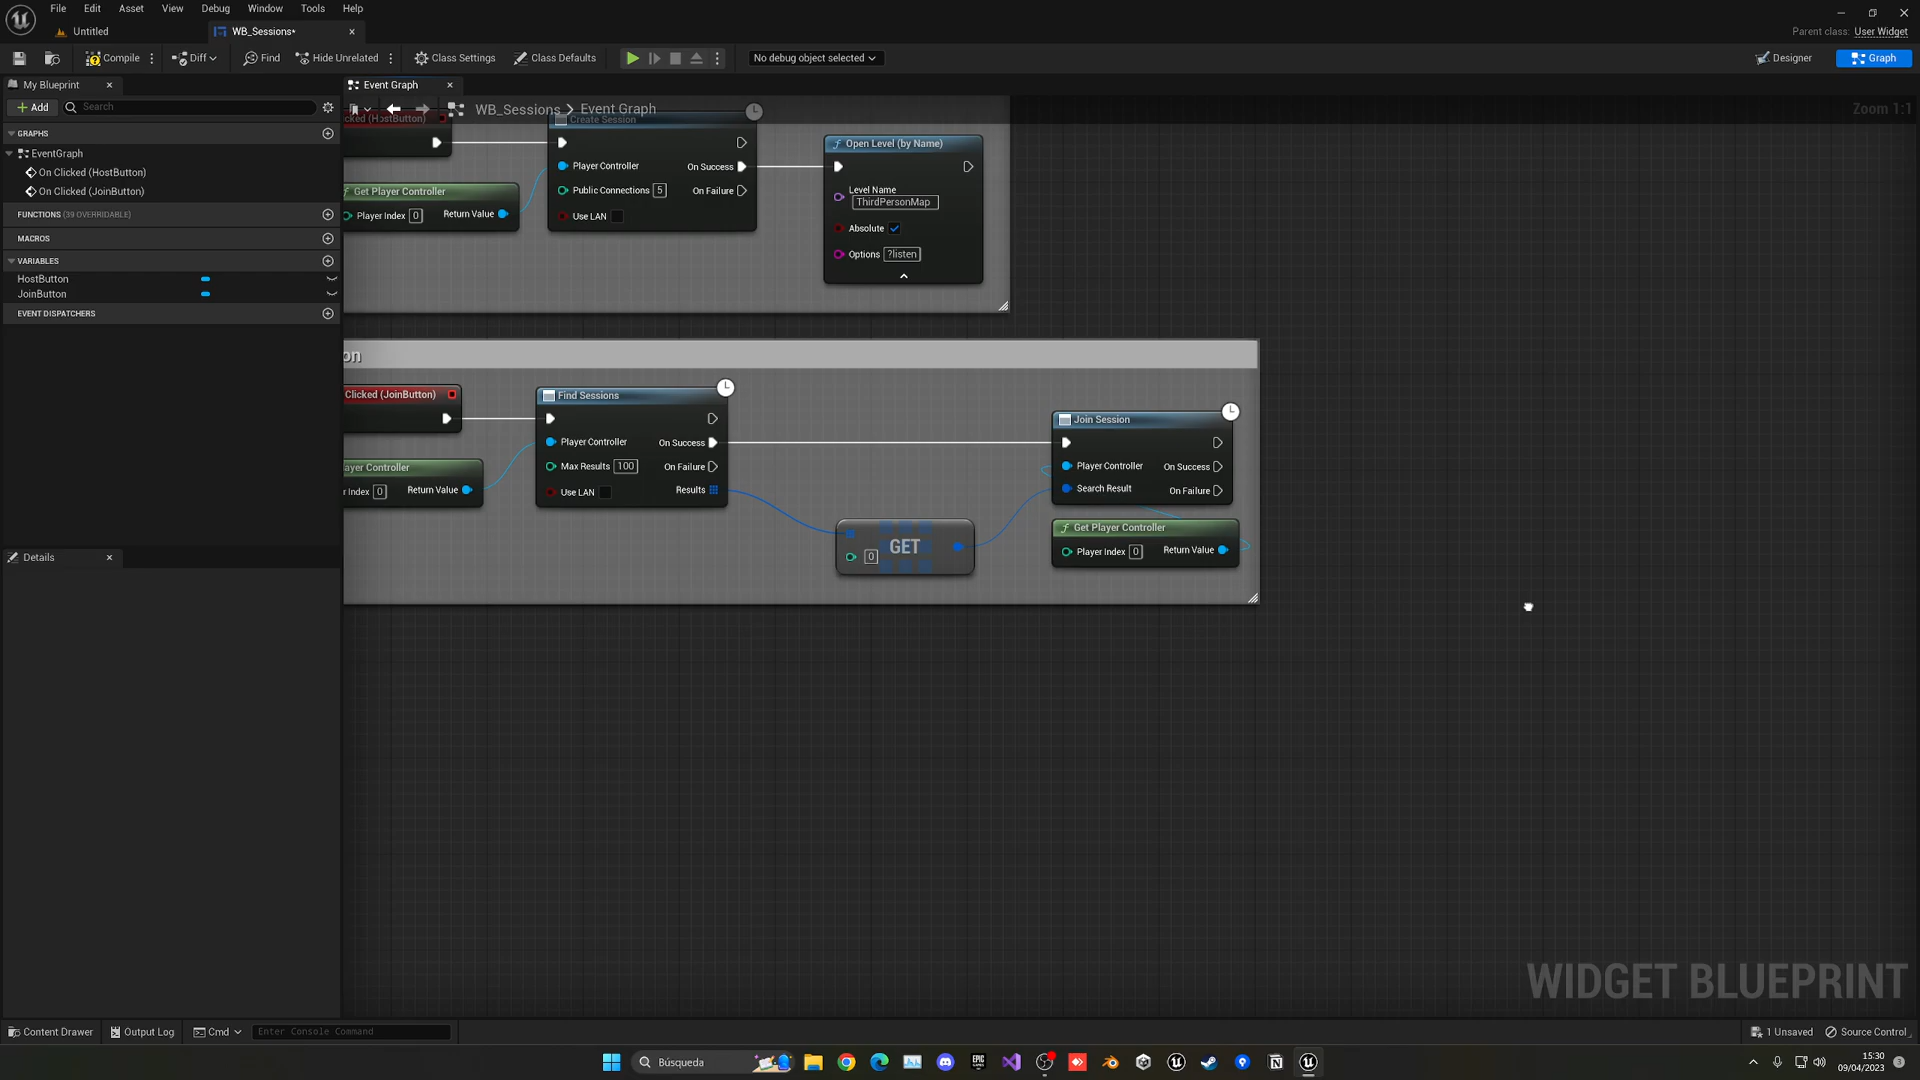 File Edit Asset View Debug Window Tools Help
Untitled
WB_Sessions*
Parent class: User Widget
Compile
Diff
Find
Hide Unrelated
Class Settings
Class Defaults
No debug object selected
Designer
Graph
My Blueprint
Event Graph
Add
Search
WB_Sessions > Event Graph
Zoom 1:1
GRAPHS
EventGraph
On Clicked (HostButton)
On Clicked (JoinButton)
FUNCTIONS (39 OVERRIDABLE)
MACROS
VARIABLES
HostButton
JoinButton
EVENT DISPATCHERS
Details
cked (HostButton)
Create Session
Player Controller
On Success
Public Connections 5
On Failure
Use LAN
Get Player Controller
Player Index 0
Return Value
Open Level (by Name)
Level Name
ThirdPersonMap
Absolute
Options ?listen
on
Clicked (JoinButton)
ayer Controller
r Index 0
Return Value
Find Sessions
Player Controller
On Success
Max Results 100
On Failure
Use LAN
Results
0 GET
Join Session
Player Controller
On Success
Search Result
On Failure
Get Player Controller
Player Index 0
Return Value
WIDGET BLUEPRINT
Content Drawer
Output Log
Cmd
Enter Console Command
1 Unsaved
Source Control
Búsqueda
EPIC
GAMES
15:30
09/04/2023
3